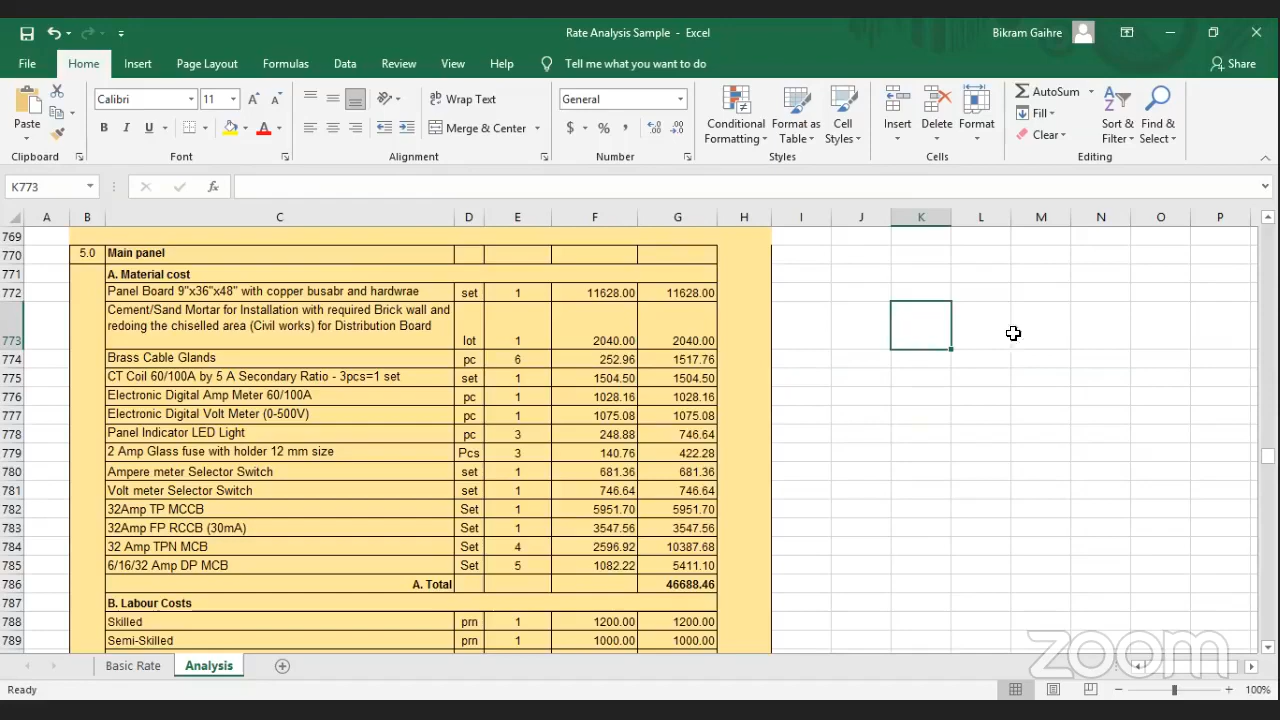 Rate Analysis Sample - Excel
Bikram Gaihre
File Home Insert Page Layout Formulas Data Review View Help Tell me what you want to do Share
Calibri 11 Wrap Text General AutoSum
Paste Fill
B I U Merge & Center $ % , Conditional Formatting Format as Table Cell Styles Insert Delete Format Clear Sort & Filter Find & Select
Clipboard Font Alignment Number Styles Cells Editing
K773 fx
A B C D E F G H I J K L M N O P
769
770 5.0 Main panel
771 A. Material cost
772 Panel Board 9"x36"x48" with copper busabr and hardwrae set 1 11628.00 11628.00
Cement/Sand Mortar for Installation with required Brick wall and
redoing the chiselled area (Civil works) for Distribution Board
773 lot 1 2040.00 2040.00
774 Brass Cable Glands pc 6 252.96 1517.76
775 CT Coil 60/100A by 5 A Secondary Ratio - 3pcs=1 set set 1 1504.50 1504.50
776 Electronic Digital Amp Meter 60/100A pc 1 1028.16 1028.16
777 Electronic Digital Volt Meter (0-500V) pc 1 1075.08 1075.08
778 Panel Indicator LED Light pc 3 248.88 746.64
779 2 Amp Glass fuse with holder 12 mm size Pcs 3 140.76 422.28
780 Ampere meter Selector Switch set 1 681.36 681.36
781 Volt meter Selector Switch set 1 746.64 746.64
782 32Amp TP MCCB Set 1 5951.70 5951.70
783 32Amp FP RCCB (30mA) Set 1 3547.56 3547.56
784 32 Amp TPN MCB Set 4 2596.92 10387.68
785 6/16/32 Amp DP MCB Set 5 1082.22 5411.10
786 A. Total 46688.46
787 B. Labour Costs
788 Skilled prn 1 1200.00 1200.00
789 Semi-Skilled prn 1 1000.00 1000.00
zoom
Basic Rate Analysis
Ready 100%